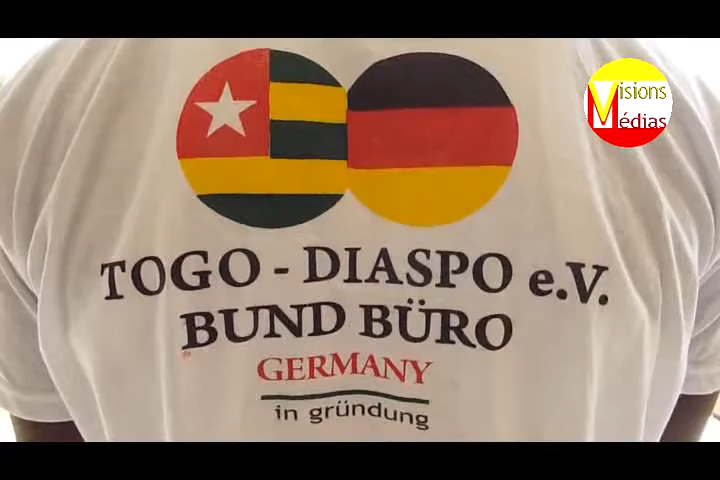 Visions
Médias
TOGO - DIASPO e.V.
BUND BÜRO
GERMANY
in gründung